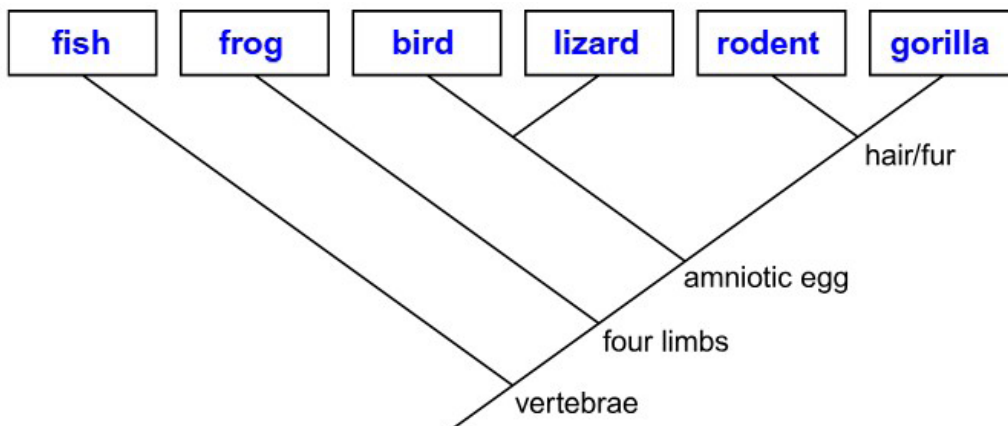 fish frog bird lizard rodent gorilla
hair/fur
amniotic egg
four limbs
vertebrae